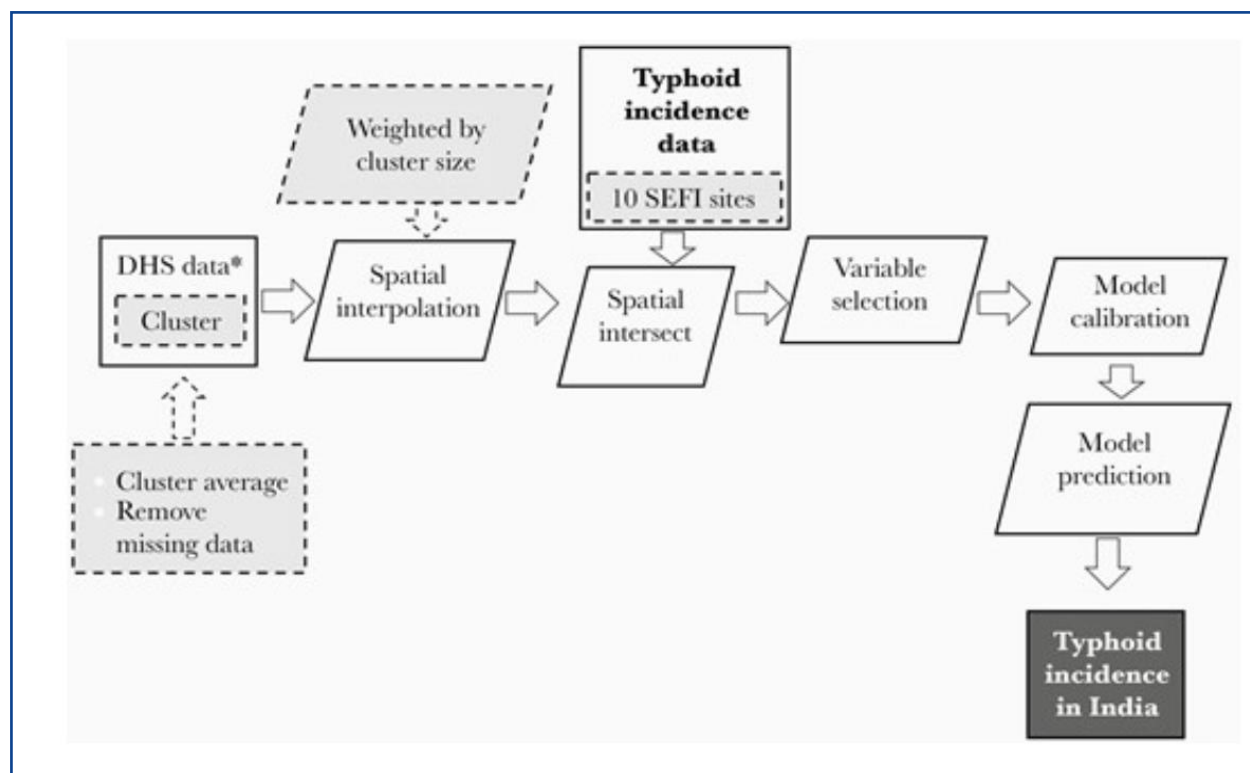 Typhoid
incidence
data
10 SEFI sites
Weighted by
cluster size
DHS data*
Cluster
Spatial
interpolation
Spatial
intersect
Variable
selection
Model
calibration
Cluster average
Remove
missing data
Model
prediction
Typhoid
incidence
in India